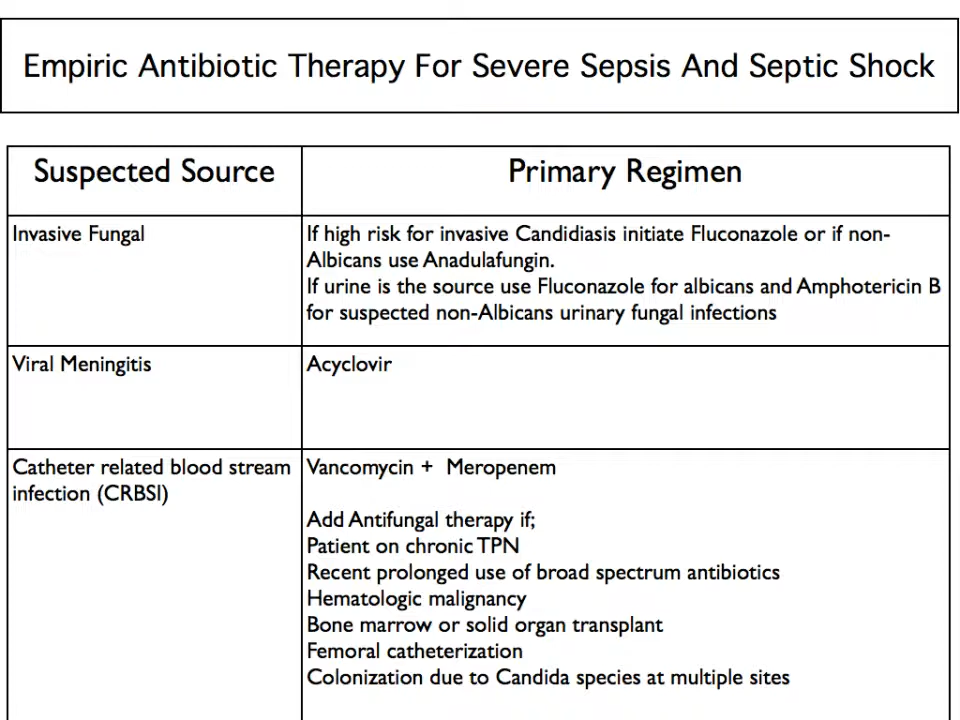 Empiric Antibiotic Therapy For Severe Sepsis And Septic Shock
Suspected Source
Primary Regimen
Invasive Fungal
If high risk for invasive Candidiasis initiate Fluconazole or if non-
Albicans use Anadulafungin.
If urine is the source use Fluconazole for albicans and Amphotericin B
for suspected non-Albicans urinary fungal infections
Viral Meningitis
Acyclovir
Catheter related blood stream
infection (CRBSI)
Vancomycin + Meropenem
Add Antifungal therapy if;
Patient on chronic TPN
Recent prolonged use of broad spectrum antibiotics
Hematologic malignancy
Bone marrow or solid organ transplant
Femoral catheterization
Colonization due to Candida species at multiple sites